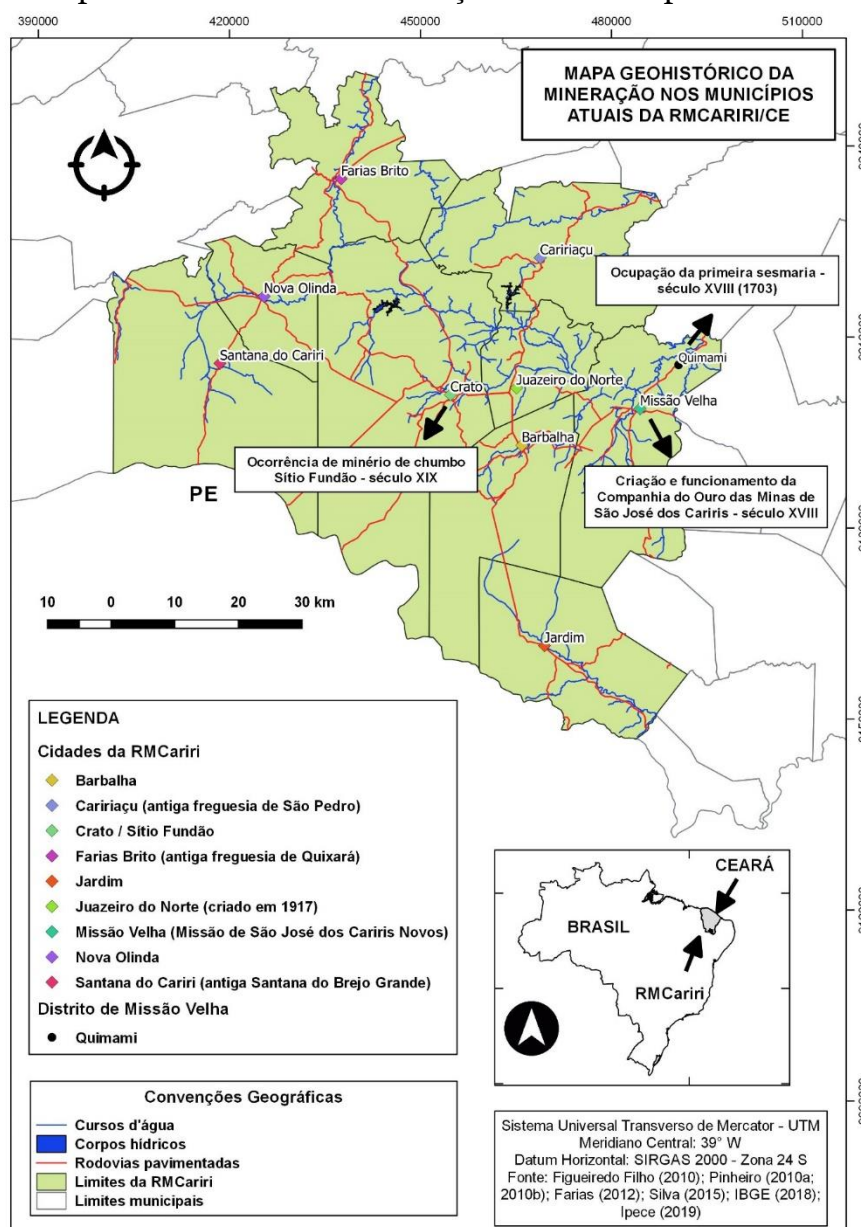 390000 420000 450000 480000 510000
MAPA GEOHISTÓRICO DA
MINERAÇÃO NOS MUNICÍPIOS
ATUAIS DA RMCARIRI/CE
Farias Brito
Caririaçu
Ocupação da primeira sesmaria -
século XVIII (1703)
Nova Olinda
Quimami
Santana do Cariri
Crato
Juazeiro do Norte
Missão Velha
Barbalha
Ocorrência de minério de chumbo
Sítio Fundão - século XIX
Criação e funcionamento da
Companhia do Ouro das Minas de
São José dos Cariris - século XVIII
PE
10 0 10 20 30 km
Jardim
LEGENDA
Cidades da RMCariri
Barbalha
Caririaçu (antiga freguesia de São Pedro)
Crato / Sítio Fundão
Farias Brito (antiga freguesia de Quixará)
Jardim
Juazeiro do Norte (criado em 1917)
Missão Velha (Missão de São José dos Cariris Novos)
Nova Olinda
Santana do Cariri (antiga Santana do Brejo Grande)
Distrito de Missão Velha
Quimami
CEARÁ
BRASIL
RMCariri
Convenções Geográficas
Cursos d'água
Corpos hídricos
Rodovias pavimentadas
Limites da RMCariri
Limites municipais
Sistema Universal Transverso de Mercator - UTM
Meridiano Central: 39° W
Datum Horizontal: SIRGAS 2000 - Zona 24 S
Fonte: Figueiredo Filho (2010); Pinheiro (2010a;
2010b); Farias (2012); Silva (2015); IBGE (2018);
Ipece (2019)